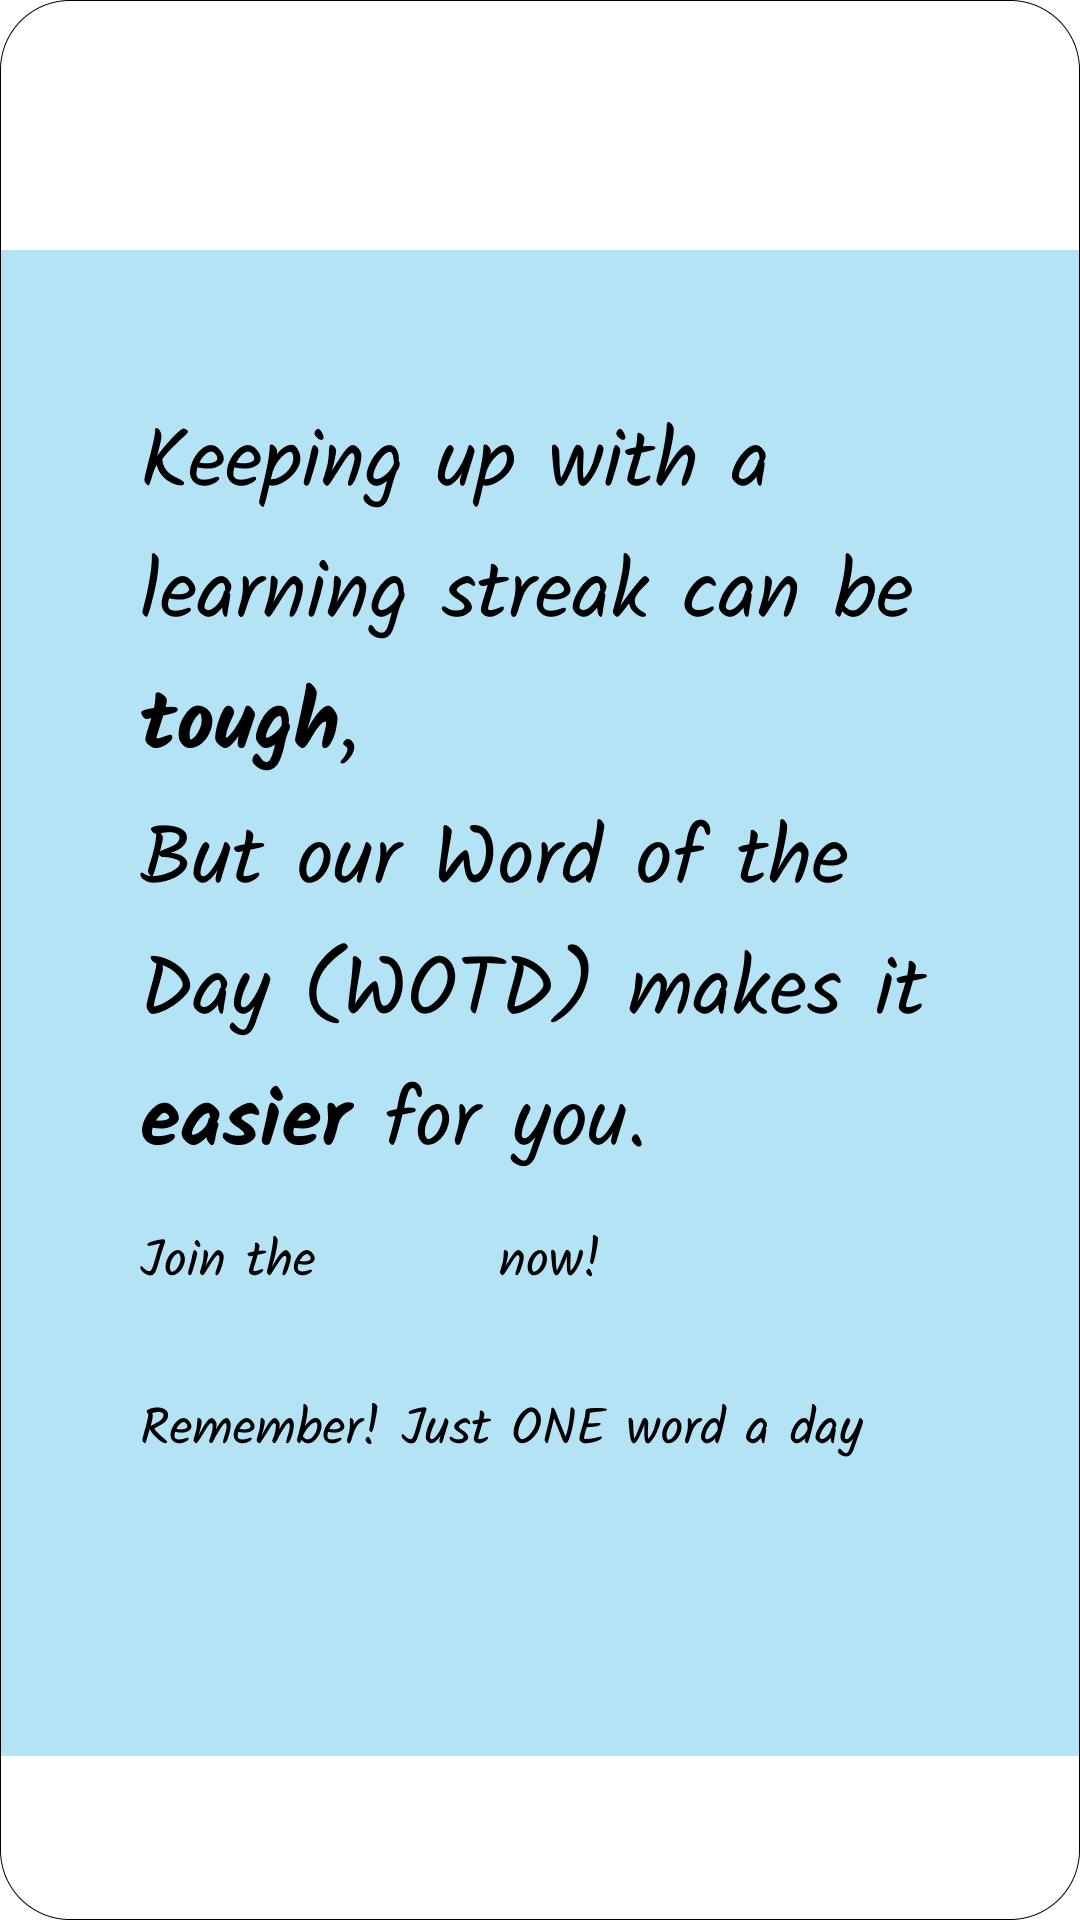 Keeping up with a
learning streak can be
tough,
But our Word of the
Day (WOTD) makes it
easier for you.
Join the now!
Remember! Just ONE word a day